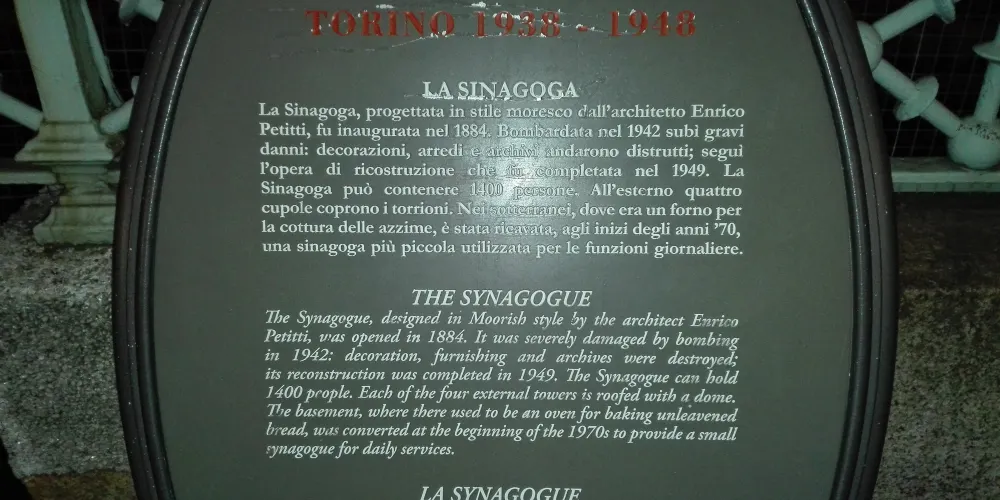 TORINO 1938 - 1948
LA SINAGOGA
La Sinagoga, progettata in stile moresco dall'architetto Enrico
Petitti, fu inaugurata nel 1884. Bombardata nel 1942 subì gravi
danni: decorazioni, arredi e archivi andarono distrutti; seguì
l'opera di ricostruzione che fu completata nel 1949. La
Sinagoga può contenere 1400 persone. All'esterno quattro
cupole coprono i torrioni. Nei sotterranei, dove era un forno per
la cottura delle azzime, è stata ricavata, agli inizi degli anni '70,
una sinagoga più piccola utilizzata per le funzioni giornaliere.
THE SYNAGOGUE
The Synagogue, designed in Moorish style by the architect Enrico
Petitti, was opened in 1884. It was severely damaged by bombing
in 1942: decoration, furnishing and archives were destroyed;
its reconstruction was completed in 1949. The Synagogue can hold
1400 people. Each of the four external towers is roofed with a dome.
The basement, where there used to be an oven for baking unleavened
bread, was converted at the beginning of the 1970s to provide a small
synagogue for daily services.
LA SYNAGOGUE